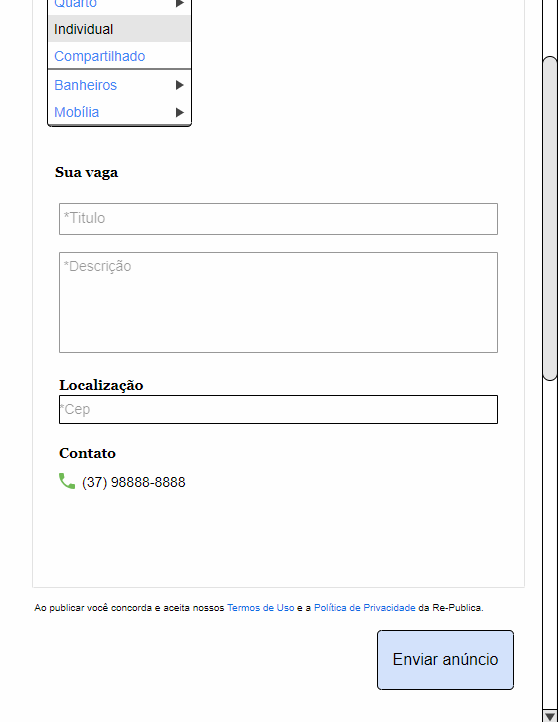 Quarto
Individual
Compartilhado
Banheiros
Mobília
Sua vaga
*Titulo
*Descrição
Localização
*Cep
Contato
(37) 98888-8888
Ao publicar você concorda e aceita nossos Termos de Uso e a Política de Privacidade da Re-Publica.
Enviar anúncio